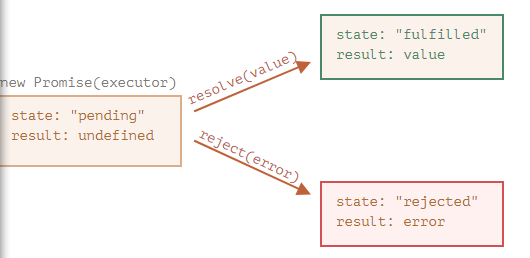 new Promise(executor)
state: "pending"
result: undefined
resolve(value)
reject(error)
state: "fulfilled"
result: value
state: "rejected"
result: error